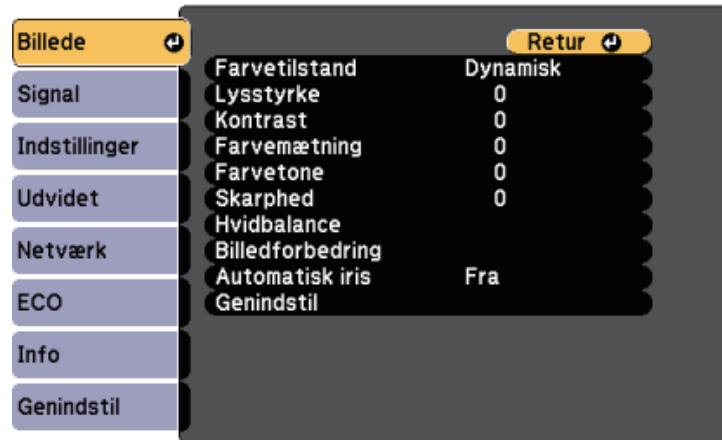 Billede
Signal
Indstillinger
Udvidet
Netværk
ECO
Info
Genindstil
Retur
Farvetilstand Dynamisk
Lysstyrke 0
Kontrast 0
Farvemætning 0
Farvetone 0
Skarphed 0
Hvidbalance
Billedforbedring
Automatisk iris Fra
Genindstil